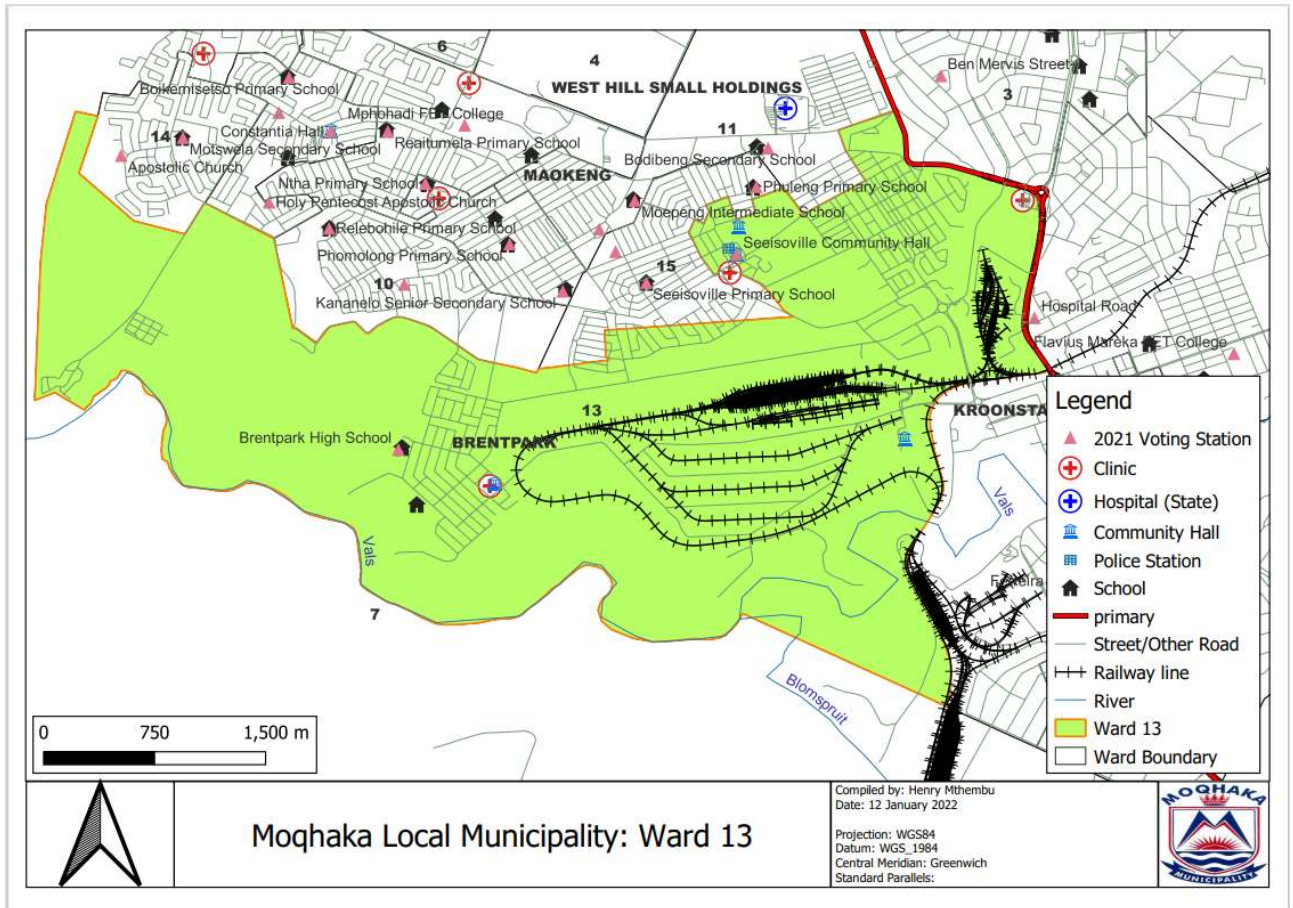 6
4
WEST HILL SMALL HOLDINGS
Ben Mervis Street
3
Boikemisetso Primary School
Mphohadi FET College
14
Constantia Hall
11
Motswela Secondary School
Reaitumela Primary School
Apostolic Church
Bodibeng Secondary School
MAOKENG
Ntha Primary School
Phuleng Primary School
Holy Pentecost Apostolic Church
Moepeng Intermediate School
Relebohile Primary School
Seeisoville Community Hall
Phomolong Primary School
15
10
Kananelo Senior Secondary School
Seeisoville Primary School
Hospital Road
Flavius Mareka FET College
13
KROONSTA
Brentpark High School
BRENTPARK
Vals
Vals
7
Blomspruit
Legend
2021 Voting Station
Clinic
Hospital (State)
Community Hall
Police Station
School
primary
Street/Other Road
Railway line
River
Ward 13
Ward Boundary
0 750 1,500 m
Moqhaka Local Municipality: Ward 13
Compiled by: Henry Mthembu
Date: 12 January 2022
Projection: WGS84
Datum: WGS_1984
Central Meridian: Greenwich
Standard Parallels:
MOQHAKA
MUNICIPALITY